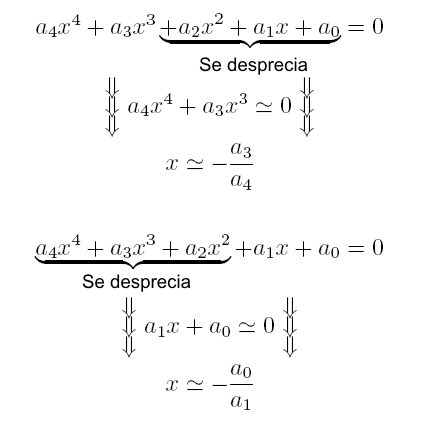 a₄x⁴ + a₃x³ +a₂x² + a₁x + a₀ = 0
Se desprecia
⇓ a₄x⁴ + a₃x³ ≃ 0 ⇓
x ≃ −a₃/a₄
a₄x⁴ + a₃x³ + a₂x² +a₁x + a₀ = 0
Se desprecia
⇓ a₁x + a₀ ≃ 0 ⇓
x ≃ −a₀/a₁